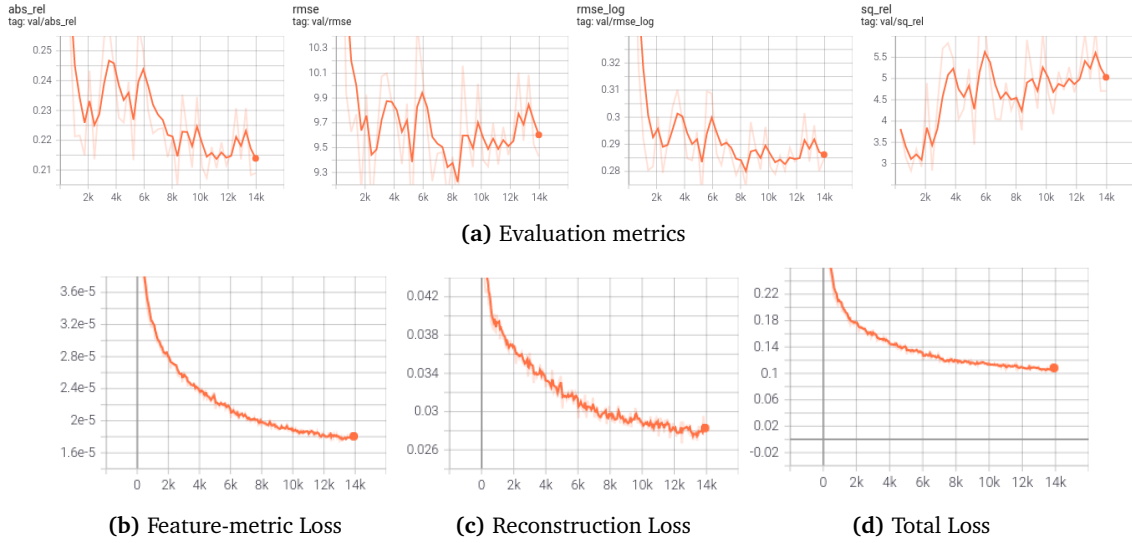 abs_rel
tag: val/abs_rel
rmse
tag: val/rmse
rmse_log
tag: val/rmse_log
sq_rel
tag: val/sq_rel
0.25
0.25
0.23
0.22
0.21
2k 4k 6k 8k 10k 12k 14k
10.4
10.1
9.9
9.6
9.3
2k 4k 6k 8k 10k 12k 14k
0.32
0.31
0.3
0.29
0.28
2k 4k 6k 8k 10k 12k 14k
5.5
5
4.5
4
3.5
3
2k 4k 6k 8k 10k 12k 14k
(a) Evaluation metrics
3.6e-5
3.2e-5
2.8e-5
2.4e-5
2e-5
1.6e-5
0 2k 4k 6k 8k 10k 12k 14k
0.042
0.038
0.034
0.03
0.026
0 2k 4k 6k 8k 10k 12k 14k
0.22
0.18
0.14
0.1
0.06
0.02
-0.02
0 2k 4k 6k 8k 10k 12k 14k
(b) Feature-metric Loss
(c) Reconstruction Loss
(d) Total Loss